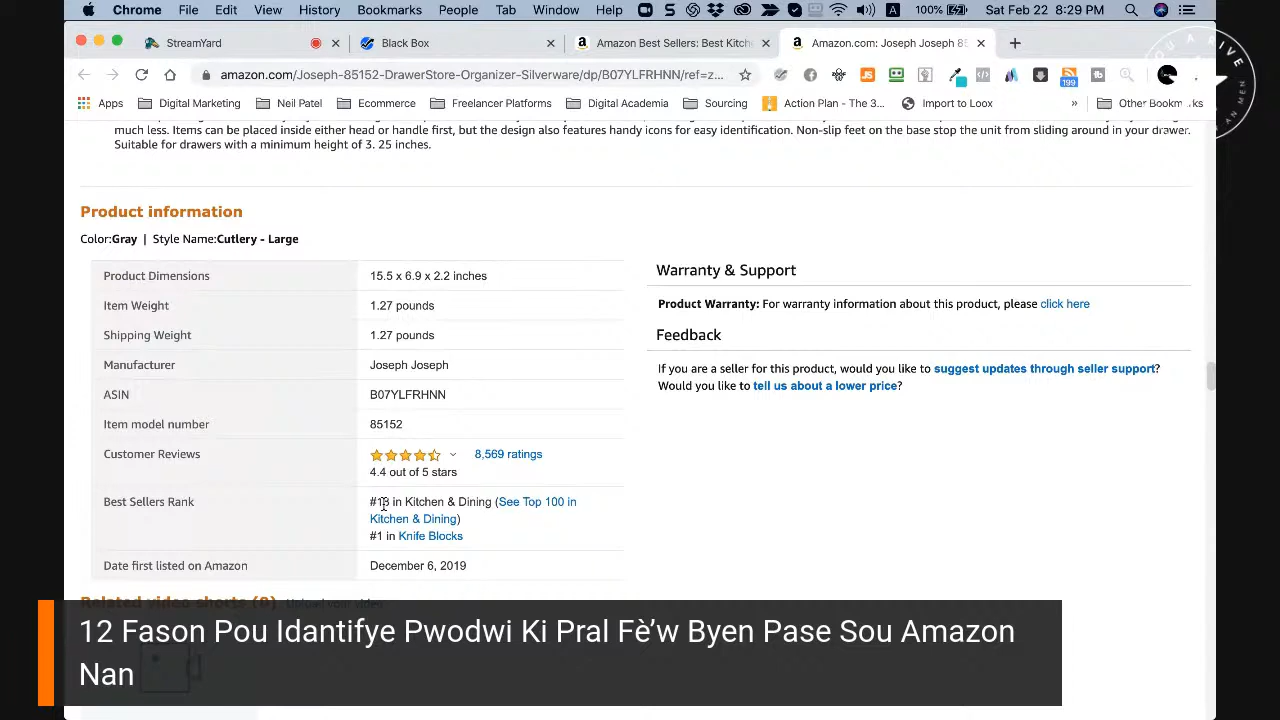 Chrome File Edit View History Bookmarks People Tab Window Help 100% Sat Feb 22 8:29 PM
StreamYard Black Box Amazon Best Sellers: Best Kitch Amazon.com: Joseph Joseph 85
amazon.com/Joseph-Joseph-85152-DrawerStore-Organizer-Silverware/dp/B07YLFRHNN/ref=z... 199
Apps Digital Marketing Neil Patel Ecommerce Freelancer Platforms Digital Academia Sourcing Action Plan - The 3... Import to Loox » Other Bookmarks
much less. Items can be placed inside either head or handle first, but the design also features handy icons for easy identification. Non-slip feet on the base stop the unit from sliding around in your drawer.
Suitable for drawers with a minimum height of 3. 25 inches.
Product information
Color:Gray | Style Name:Cutlery - Large
Product Dimensions 15.5 x 6.9 x 2.2 inches
Item Weight 1.27 pounds
Shipping Weight 1.27 pounds
Manufacturer Joseph Joseph
ASIN B07YLFRHNN
Item model number 85152
Customer Reviews 8,569 ratings
4.4 out of 5 stars
Best Sellers Rank #13 in Kitchen & Dining (See Top 100 in
Kitchen & Dining)
#1 in Knife Blocks
Date first listed on Amazon December 6, 2019
Warranty & Support
Product Warranty: For warranty information about this product, please click here
Feedback
If you are a seller for this product, would you like to suggest updates through seller support?
Would you like to tell us about a lower price?
Related video shorts (0) Upload your video
12 Fason Pou Idantifye Pwodwi Ki Pral Fè’w Byen Pase Sou Amazon
Nan